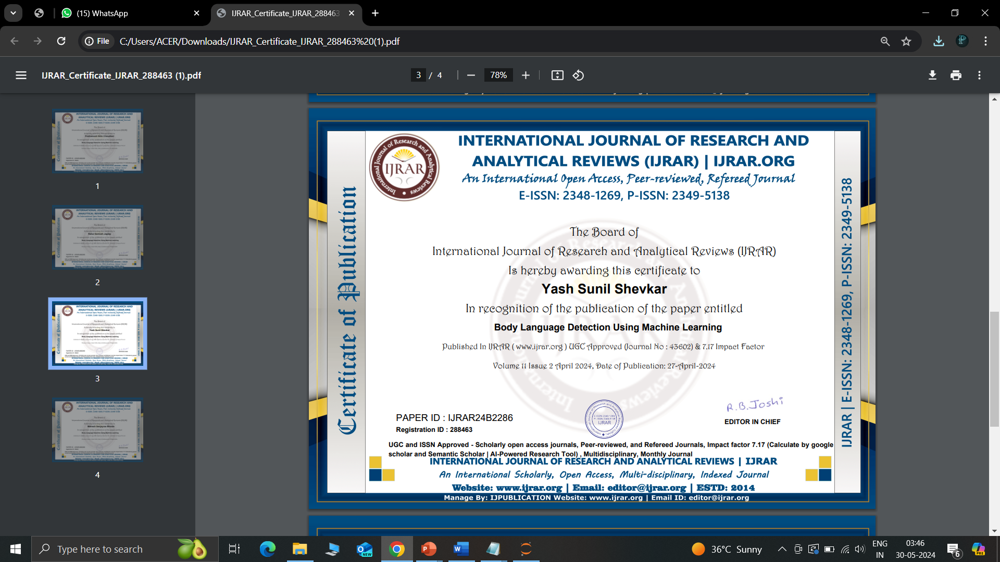 (15) WhatsApp
IJRAR_Certificate_IJRAR_288463
File
C:/Users/ACER/Downloads/IJRAR_Certificate_IJRAR_288463%20(1).pdf
IJRAR_Certificate_IJRAR_288463 (1).pdf
3 / 4
78%
1
2
3
4
International Journal of Research and Analytical Reviews
IJRAR
INTERNATIONAL JOURNAL OF RESEARCH AND
ANALYTICAL REVIEWS (IJRAR) | IJRAR.ORG
An International Open Access, Peer-reviewed, Refereed Journal
E-ISSN: 2348-1269, P-ISSN: 2349-5138
Certificate of Publication
The Board of
International Journal of Research and Analytical Reviews (IJRAR)
Is hereby awarding this certificate to
Yash Sunil Shevkar
In recognition of the publication of the paper entitled
Body Language Detection Using Machine Learning
Published In IJRAR ( www.ijrar.org ) UGC Approved (Journal No : 43602) & 7.17 Impact Factor
Volume 11 Issue 2 April 2024, Date of Publication: 27-April-2024
PAPER ID : IJRAR24B2286
Registration ID : 288463
R.B.Joshi
EDITOR IN CHIEF
UGC and ISSN Approved - Scholarly open access journals, Peer-reviewed, and Refereed Journals, Impact factor 7.17 (Calculate by google
scholar and Semantic Scholar | AI-Powered Research Tool) , Multidisciplinary, Monthly Journal
INTERNATIONAL JOURNAL OF RESEARCH AND ANALYTICAL REVIEWS | IJRAR
An International Scholarly, Open Access, Multi-disciplinary, Indexed Journal
Website: www.ijrar.org | Email: editor@ijrar.org | ESTD: 2014
Manage By: IJPUBLICATION Website: www.ijrar.org | Email ID: editor@ijrar.org
IJRAR | E-ISSN: 2348-1269, P-ISSN: 2349-5138
Type here to search
36°C Sunny
ENG
IN
03:46
30-05-2024
6